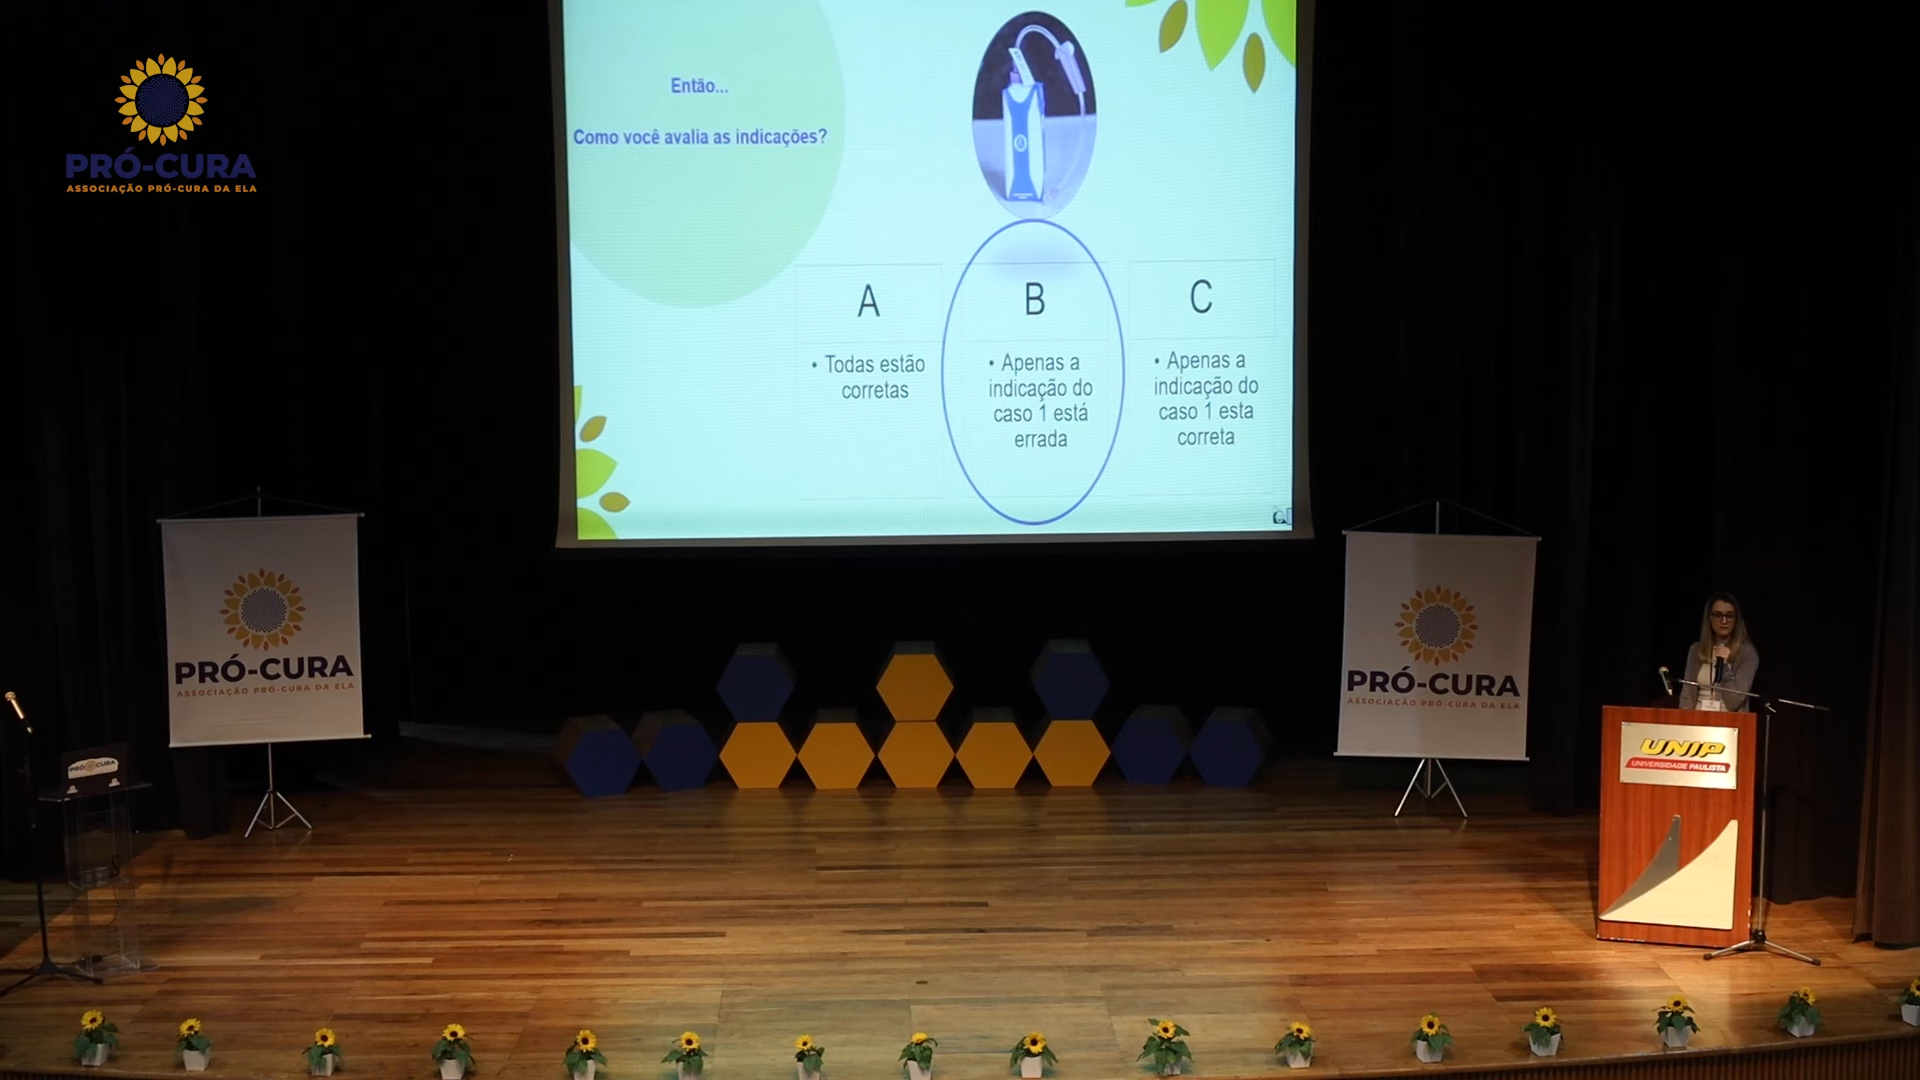 PRÓ-CURA
ASSOCIAÇÃO PRÓ-CURA DA ELA
Então...
Como você avalia as indicações?
A
• Todas estão
corretas
B
• Apenas a
indicação do
caso 1 está
errada
C
• Apenas a
indicação do
caso 1 esta
correta
PRÓ-CURA
ASSOCIAÇÃO PRÓ-CURA DA ELA
PRÓ-CURA
ASSOCIAÇÃO PRÓ-CURA DA ELA
PRÓ CURA
UNIP
UNIVERSIDADE PAULISTA